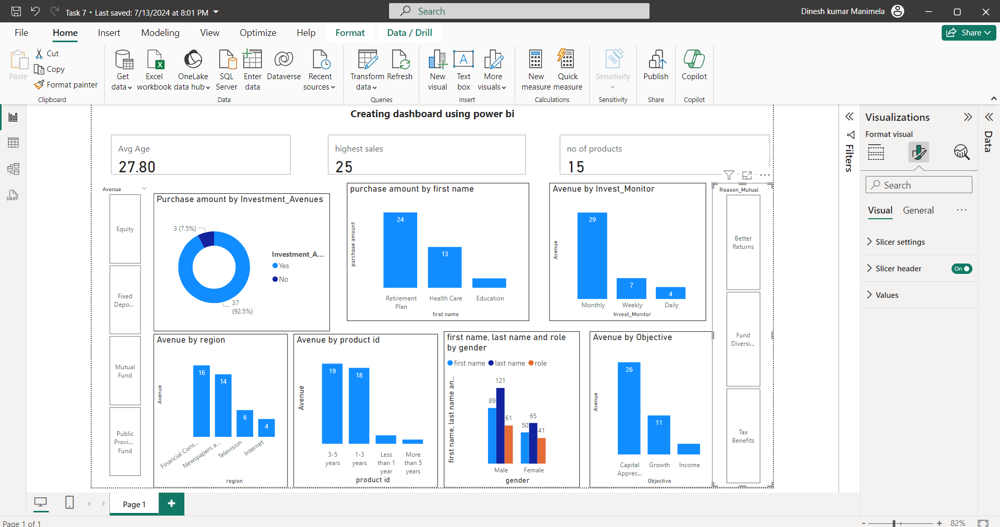 Task 7 • Last saved: 7/13/2024 at 8:01 PM
Search
Dinesh kumar Manimela
File
Home
Insert
Modeling
View
Optimize
Help
Format
Data / Drill
Share
Paste
Cut
Copy
Format painter
Clipboard
Get
data
Excel
workbook
OneLake
data hub
SQL
Server
Enter
data
Dataverse
Recent
sources
Data
Transform
data
Refresh
Queries
New
visual
Text
box
More
visuals
Insert
New
measure
Quick
measure
Calculations
Sensitivity
Sensitivity
Publish
Share
Copilot
Copilot
DAX
Creating dashboard using power bi
Avg Age
27.80
highest sales
25
no of products
15
Avenue
Equity
Fixed
Depo...
Mutual
Fund
Public
Provi...
Fund
Purchase amount by Investment_Avenues
3 (7.5%)
37
(92.5%)
Investment_A...
Yes
No
purchase amount by first name
purchase amount
24
13
Retirement
Plan
Health Care
Education
first name
Avenue by Invest_Monitor
Avenue
29
7
4
Monthly
Weekly
Daily
Invest_Monitor
Reason_Mutual
Better
Returns
Fund
Diversi...
Tax
Benefits
Avenue by region
Avenue
16
14
6
4
Financial Cons...
Newspapers a...
Television
Internet
region
Avenue by product id
Avenue
19
18
3-5
years
1-3
years
Less
than 1
year
More
than 5
years
product id
first name, last name and role
by gender
first name
last name
role
first name, last name an...
89
121
61
50
65
41
Male
Female
gender
Avenue by Objective
Avenue
26
11
Capital
Apprec...
Growth
Income
Objective
Filters
Visualizations
Format visual
Search
Visual
General
Slicer settings
Slicer header
On
Values
Data
Page 1
Page 1 of 1
82%